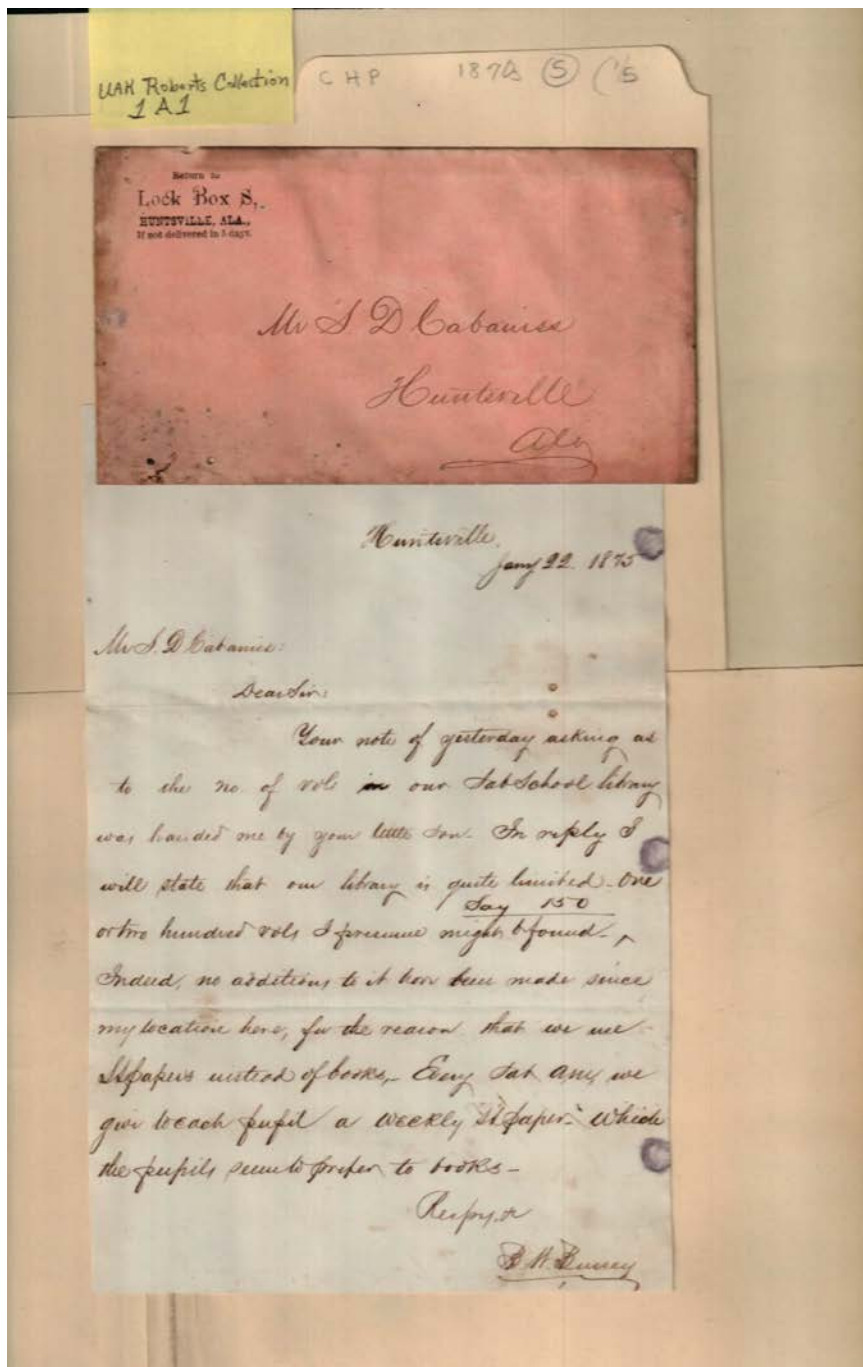 UAH Roberts Collection
1 A 1
CHP 1875 5 (15
Return to
Lock Box S,
HUNTSVILLE, ALA.,
If not delivered in 5 days.
Mr S. D Cabaniss
Huntsville
Ala
Huntsville.
Jany 22. 1875
Mr S. D Cabaniss:
Dear Sir:
Your note of yesterday asking as
to the no. of vols in our Sab School library
was handed me by your little son. In reply I
will state that our library is quite limited - One
Say 150
or two hundred vols I presume might b found - ^
Indeed, no additions to it have been made since
my location here, for the reason that we use
S S papers instead of books, - Every Sab we
give to each pupil a weekly "SS paper" which
the pupils seem to prefer to books -
Respy.
B. W. Bussey